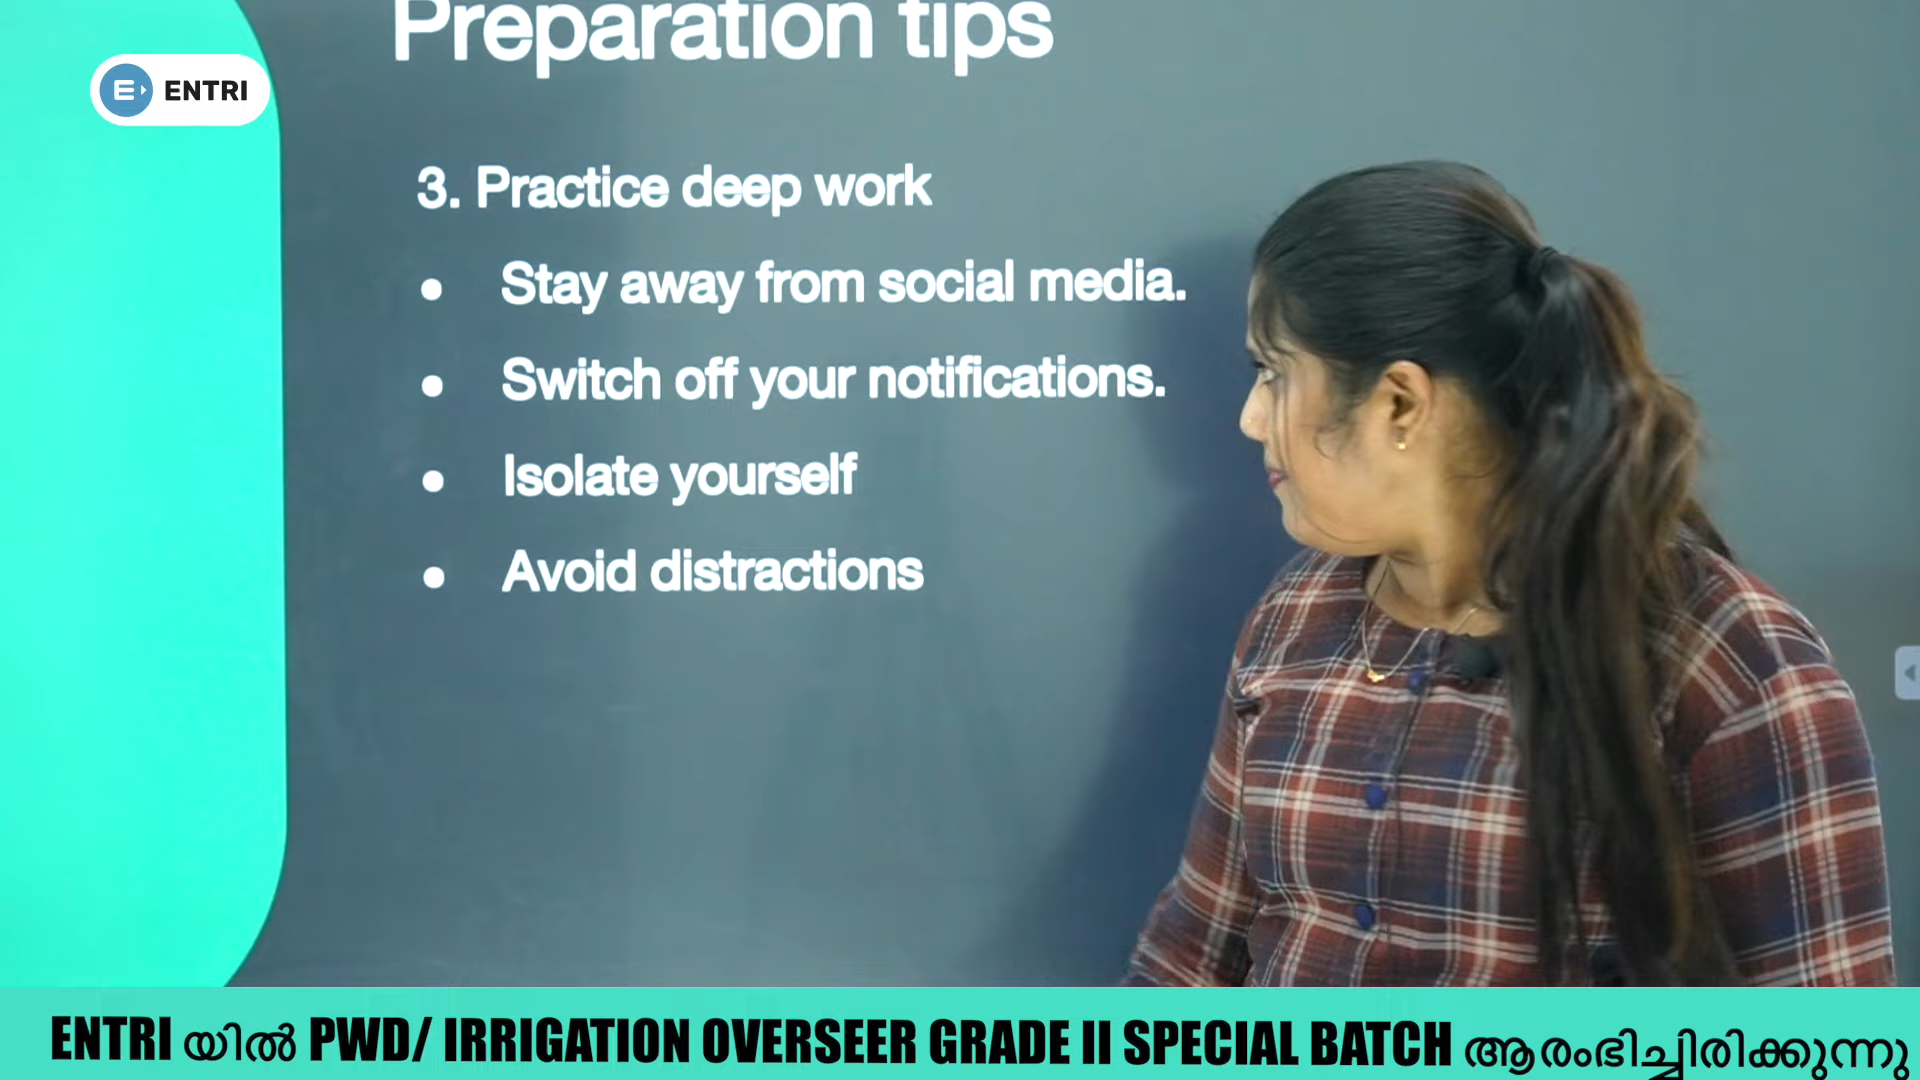 Preparation tips
ENTRI
3. Practice deep work
● Stay away from social media.
● Switch off your notifications.
● Isolate yourself
● Avoid distractions
ENTRI യിൽ PWD/ IRRIGATION OVERSEER GRADE II SPECIAL BATCH ആരംഭിച്ചിരിക്കുന്നു